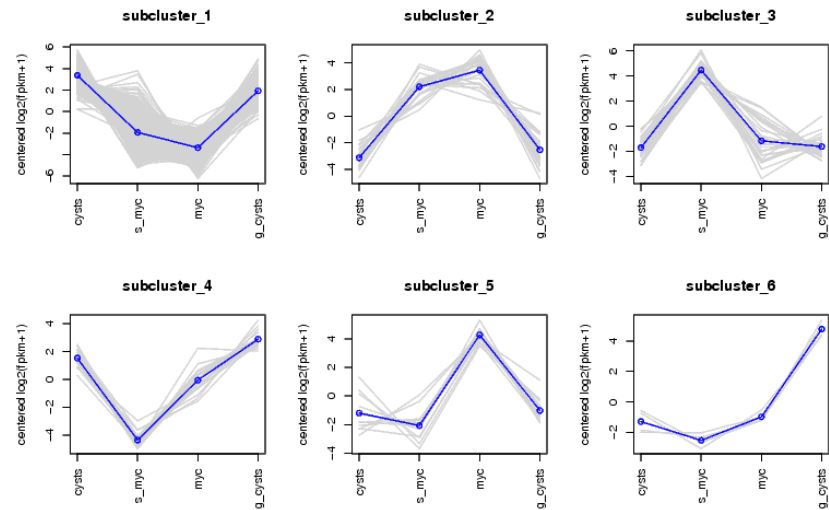 subcluster_1
centered log2(fpkm+1)
6
4
2
0
-2
-6
cysts
s_myc
myc
g_cysts
subcluster_2
centered log2(fpkm+1)
4
2
0
-2
-4
cysts
s_myc
myc
g_cysts
subcluster_3
centered log2(fpkm+1)
6
4
2
0
-2
-4
cysts
s_myc
myc
g_cysts
subcluster_4
centered log2(fpkm+1)
4
2
0
-2
-4
cysts
s_myc
myc
g_cysts
subcluster_5
centered log2(fpkm+1)
4
2
0
-2
-4
cysts
s_myc
myc
g_cysts
subcluster_6
centered log2(fpkm+1)
4
2
0
-2
cysts
s_myc
myc
g_cysts